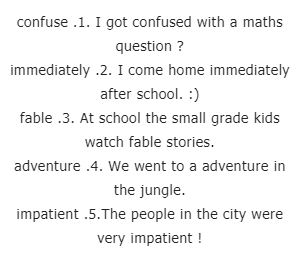 confuse .1. I got confused with a maths
question ?
immediately .2. I come home immediately
after school. :)
fable .3. At school the small grade kids
watch fable stories.
adventure .4. We went to a adventure in
the jungle.
impatient .5.The people in the city were
very impatient !